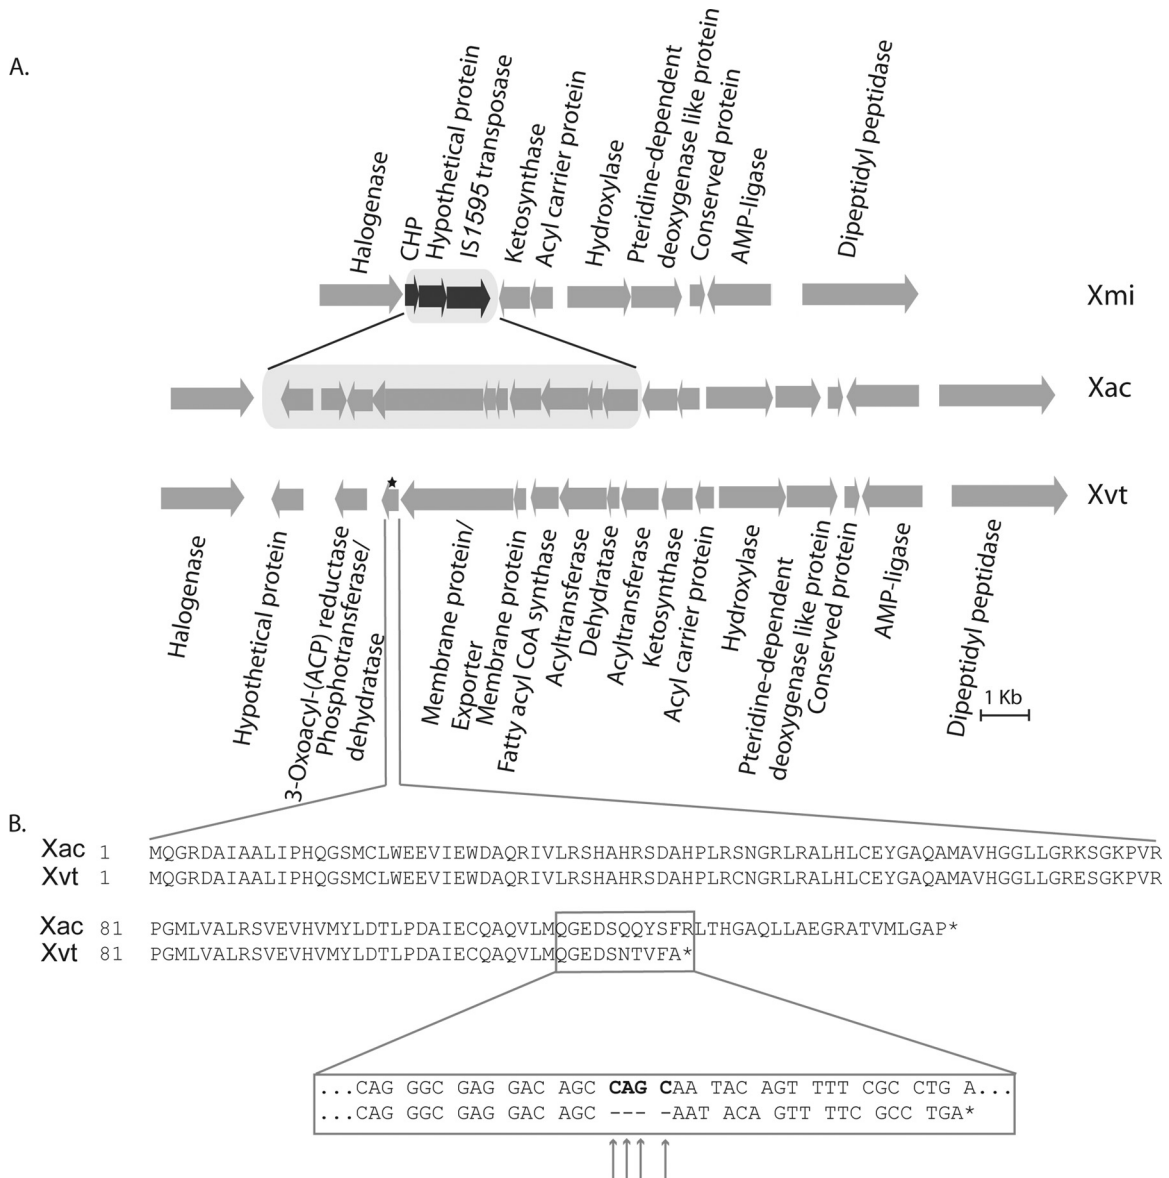 A.
Halogenase
CHP
Hypothetical protein
IS1595 transposase
Ketosynthase
Acyl carrier protein
Hydroxylase
Pteridine-dependent
deoxygenase like protein
Conserved protein
AMP-ligase
Dipeptidyl peptidase
Xmi
Xac
★
Xvt
Halogenase
Hypothetical protein
3-Oxoacyl-(ACP) reductase
Phosphotransferase/
dehydratase
Membrane protein/
Exporter
Membrane protein
Fatty acyl CoA synthase
Acyltransferase
Dehydratase
Acyltransferase
Ketosynthase
Acyl carrier protein
Hydroxylase
Pteridine-dependent
deoxygenase like protein
Conserved protein
AMP-ligase
Dipeptidyl peptidase
1 Kb
B.
Xac 1 MQGRDAIAALIPHQGSMCLWEEVIEWDAQRIVLRSHAHRSDAHPLRSNGRLRALHLCEYGAQAMAVHGGLLGRKSGKPVR
Xvt 1 MQGRDAIAALIPHQGSMCLWEEVIEWDAQRIVLRSHAHRSDAHPLRCNGRLRALHLCEYGAQAMAVHGGLLGRESGKPVR
Xac 81 PGMLVALRSVEVHVMYLDTLPDAIECQAQVLMQGEDSQQYSFRLTHGAQLLAEGRATVMLGAP*
Xvt 81 PGMLVALRSVEVHVMYLDTLPDAIECQAQVLMQGEDSNTVFA*
...CAG GGC GAG GAC AGC CAG CAA TAC AGT TTT CGC CTG A...
...CAG GGC GAG GAC AGC --- -AAT ACA GTT TTC GCC TGA*